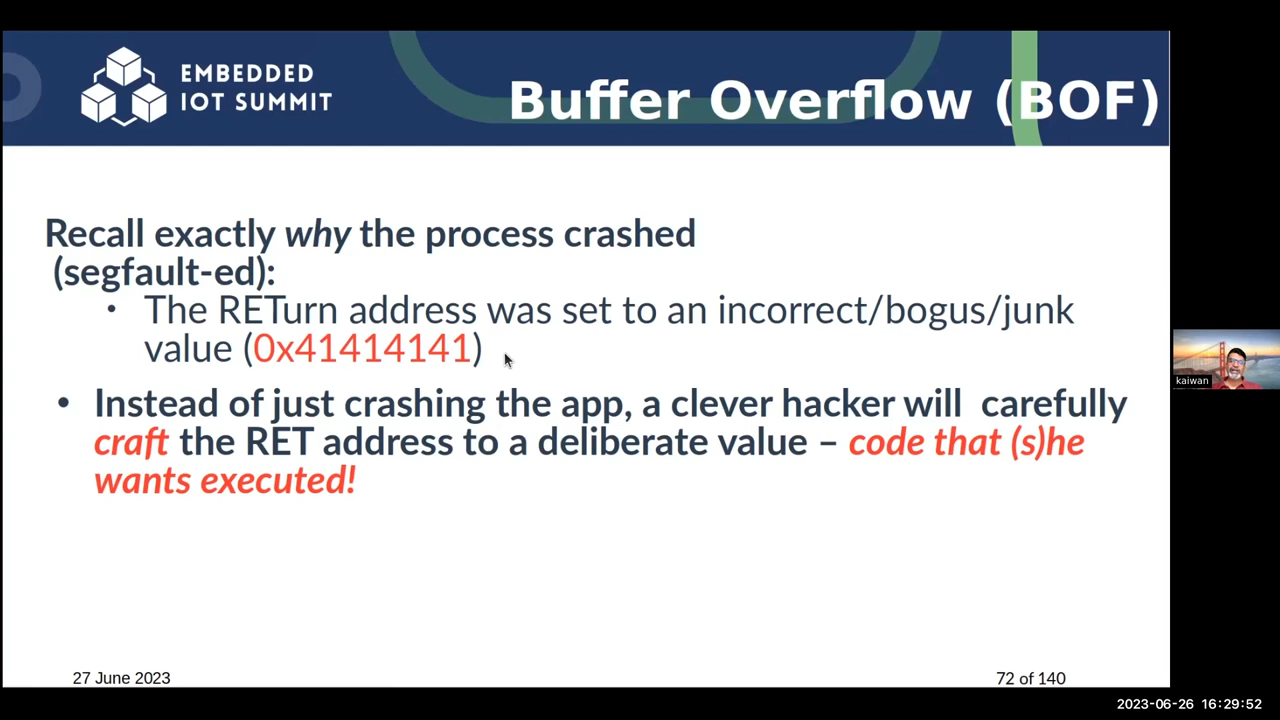 EMBEDDED
IOT SUMMIT
Buffer Overflow (BOF)
Recall exactly why the process crashed
(segfault-ed):
• The RETurn address was set to an incorrect/bogus/junk
value (0x41414141)
• Instead of just crashing the app, a clever hacker will carefully
craft the RET address to a deliberate value – code that (s)he
wants executed!
kaiwan
27 June 2023
72 of 140
2023-06-26 16:29:52